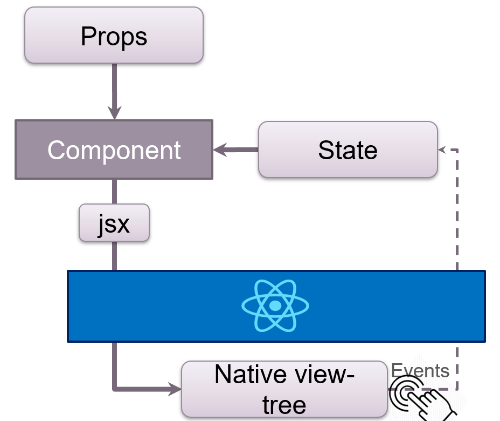 Props
Component
State
jsx
Native view-
tree
Events